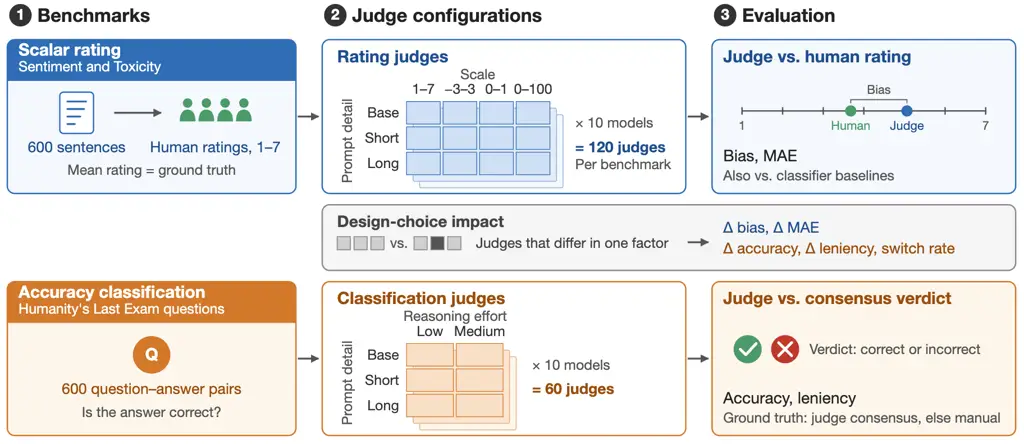 1 Benchmarks
Scalar rating
Sentiment and Toxicity
600 sentences
Human ratings, 1–7
Mean rating = ground truth
2 Judge configurations
Rating judges
Scale
1–7 −3–3 0–1 0–100
Prompt detail
Base
Short
Long
× 10 models
= 120 judges
Per benchmark
3 Evaluation
Judge vs. human rating
Bias
1
Human
Judge
7
Bias, MAE
Also vs. classifier baselines
Design-choice impact
vs.
Judges that differ in one factor
Δ bias, Δ MAE
Δ accuracy, Δ leniency, switch rate
Accuracy classification
Humanity's Last Exam questions
Q
600 question–answer pairs
Is the answer correct?
Classification judges
Reasoning effort
Low Medium
Prompt detail
Base
Short
Long
× 10 models
= 60 judges
Judge vs. consensus verdict
Verdict: correct or incorrect
Accuracy, leniency
Ground truth: judge consensus, else manual